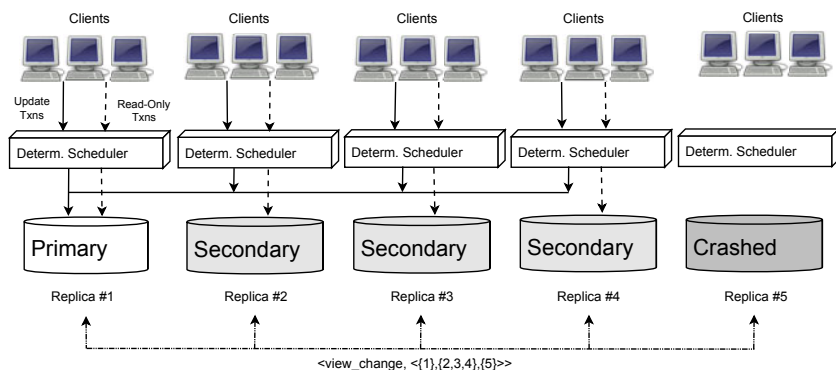 Clients Clients Clients Clients Clients
Update
Txns
Read-Only
Txns
Determ. Scheduler Determ. Scheduler Determ. Scheduler Determ. Scheduler Determ. Scheduler
Primary Secondary Secondary Secondary Crashed
Replica #1 Replica #2 Replica #3 Replica #4 Replica #5
<view_change, <{1},{2,3,4},{5}>>